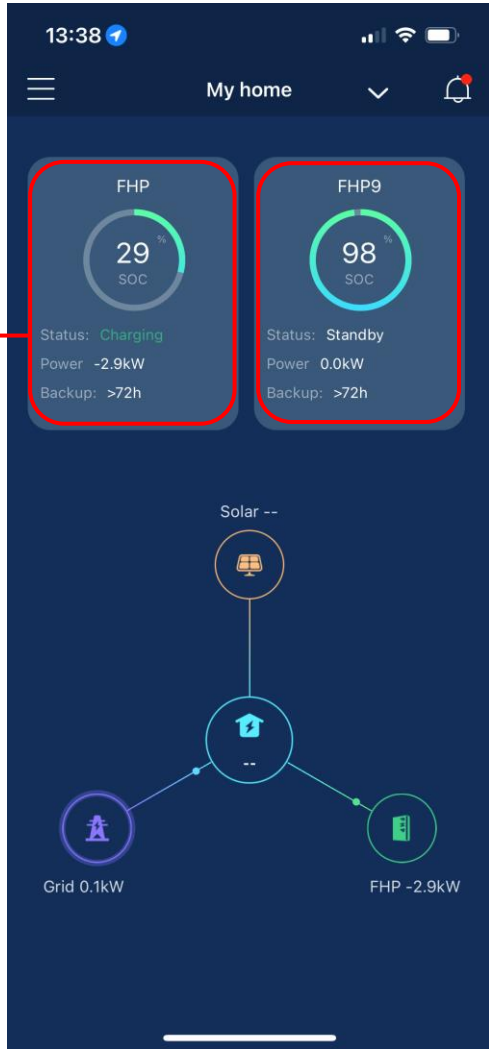 13:38
My home
FHP
29 %
SOC
Status: Charging
Power -2.9kW
Backup: >72h
FHP9
98 %
SOC
Status: Standby
Power 0.0kW
Backup: >72h
Solar --
--
Grid 0.1kW
FHP -2.9kW